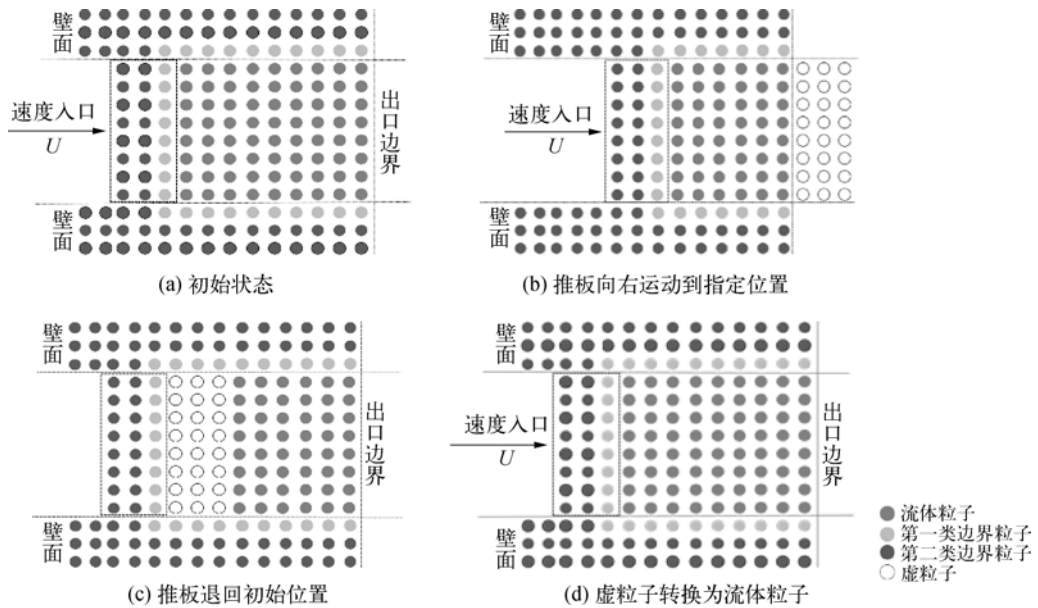 壁面
速度入口
U
出口边界
壁面
(a) 初始状态
壁面
速度入口
U
壁面
(b) 推板向右运动到指定位置
壁面
出口边界
壁面
(c) 推板退回初始位置
壁面
速度入口
U
出口边界
壁面
(d) 虚粒子转换为流体粒子
流体粒子
第一类边界粒子
第二类边界粒子
虚粒子